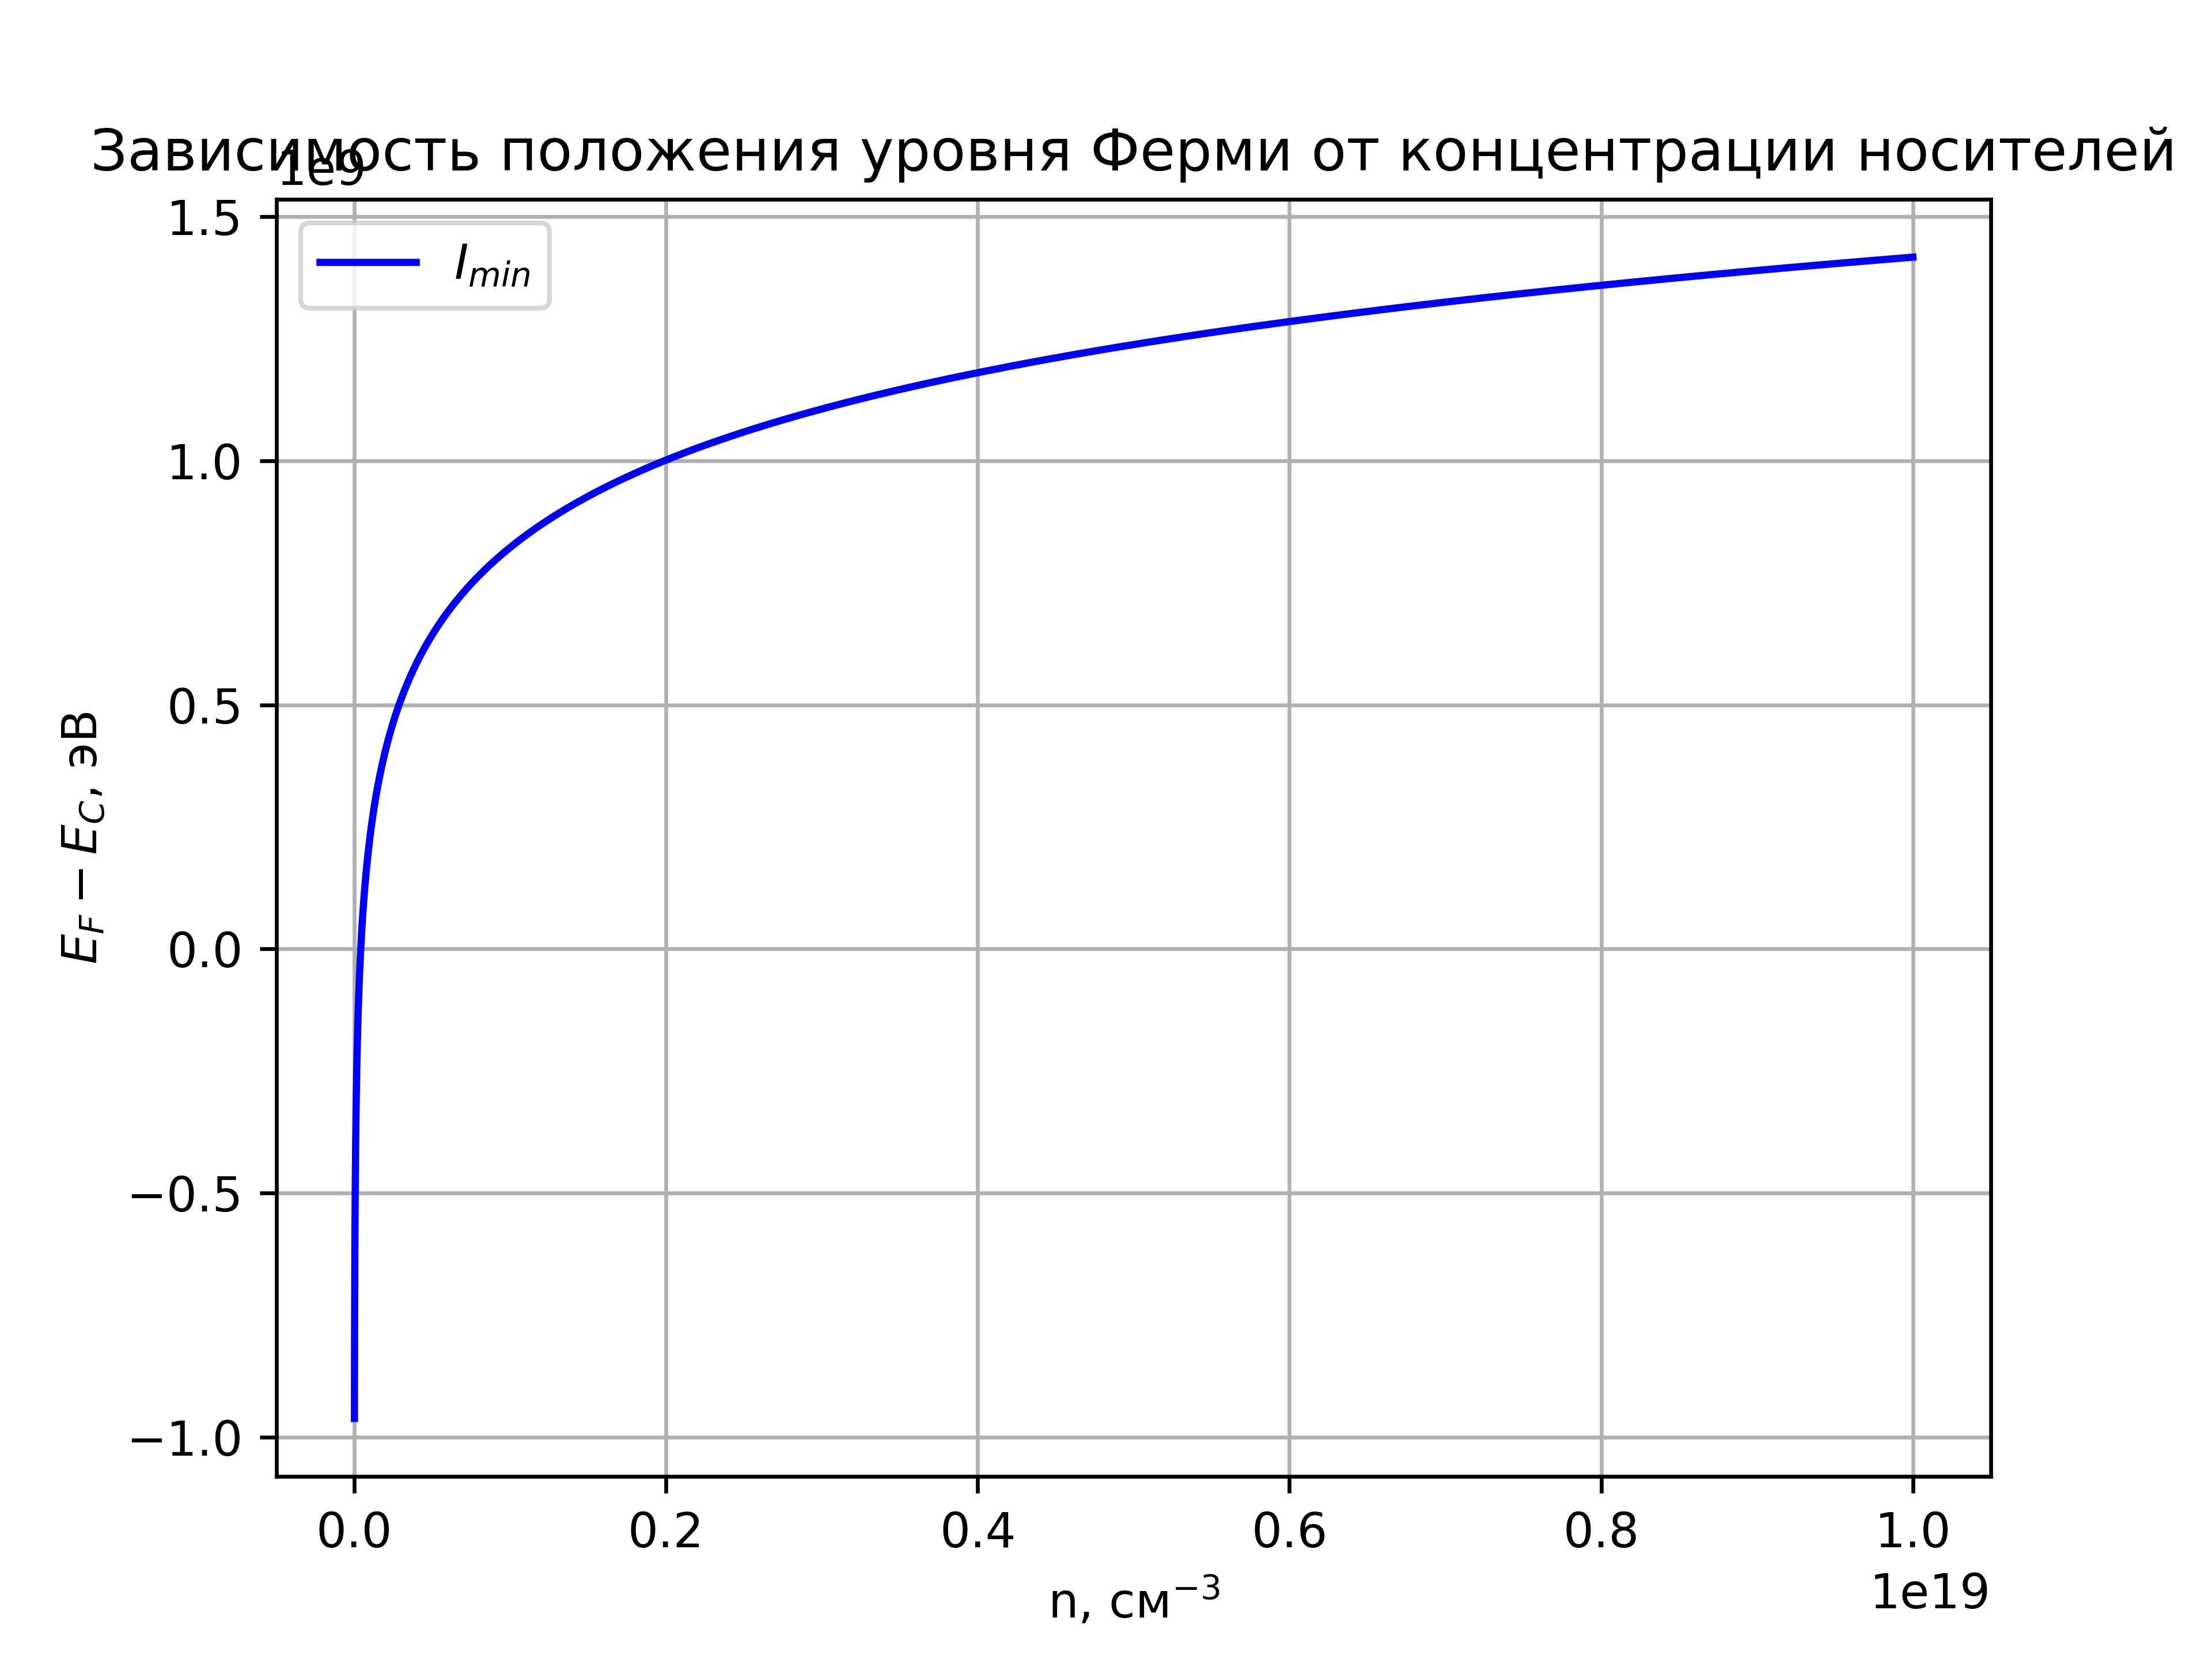 Зависимость положения уровня Ферми от концентрации носителей
1e9
1.5
1.0
0.5
0.0
−0.5
−1.0
I_{min}
E_F − E_C, эВ
0.0 0.2 0.4 0.6 0.8 1.0
1e19
n, см⁻³